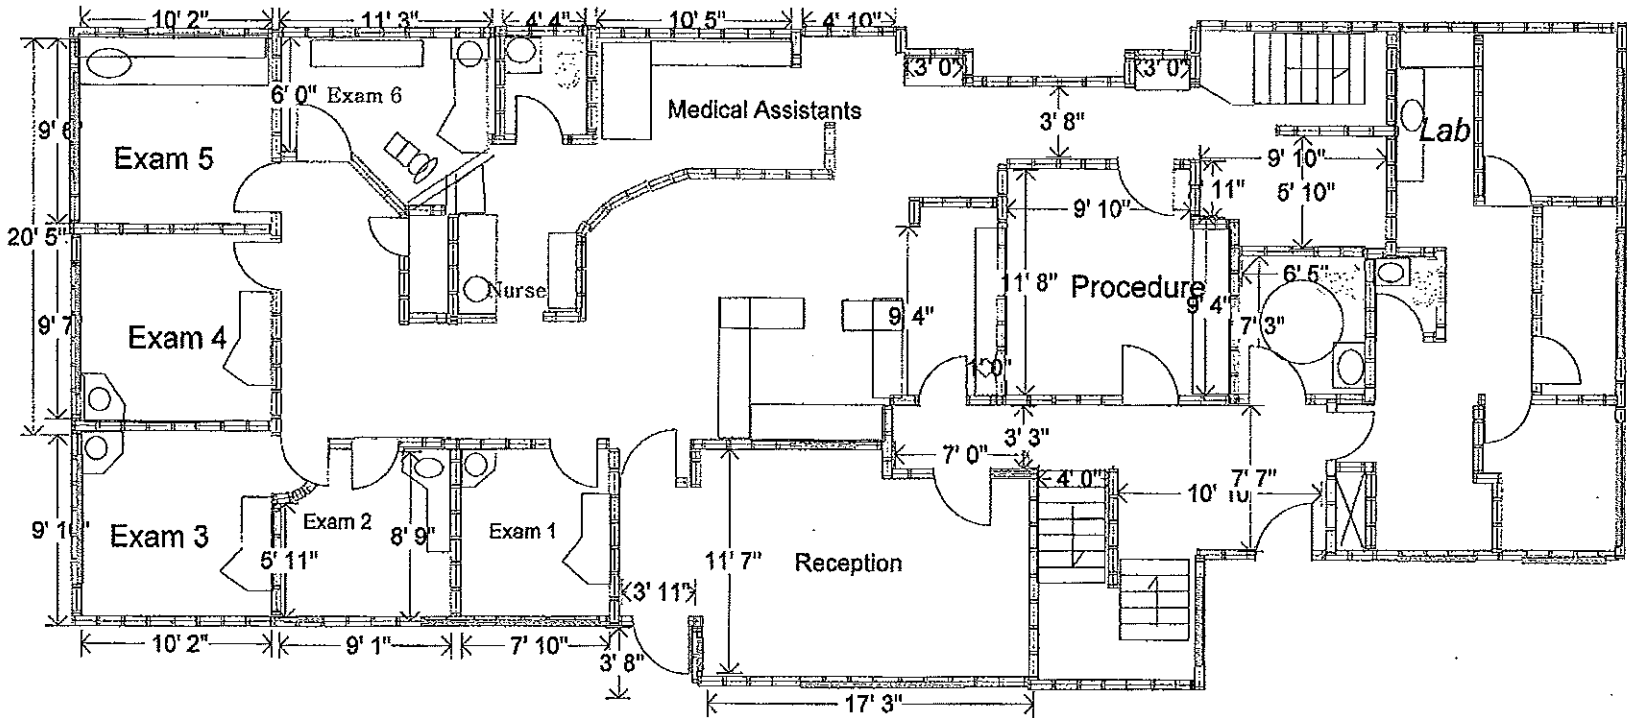 10' 2"
11' 3"
4' 4"
10' 5"
4' 10"
3' 0"
3' 0"
6' 0"
Exam 6
Medical Assistants
3' 8"
Lab
Exam 5
9' 10"
11"
5' 10"
9' 10"
20' 5"
6' 5"
11' 8"
Procedure
Nurse
9' 4"
9' 4"
7' 3"
Exam 4
3' 3"
7' 0"
4' 0"
7' 7"
Exam 3
Exam 2
8' 9"
Exam 1
5' 11"
11' 7"
Reception
3' 11"
10' 2"
9' 1"
7' 10"
3' 8"
17' 3"